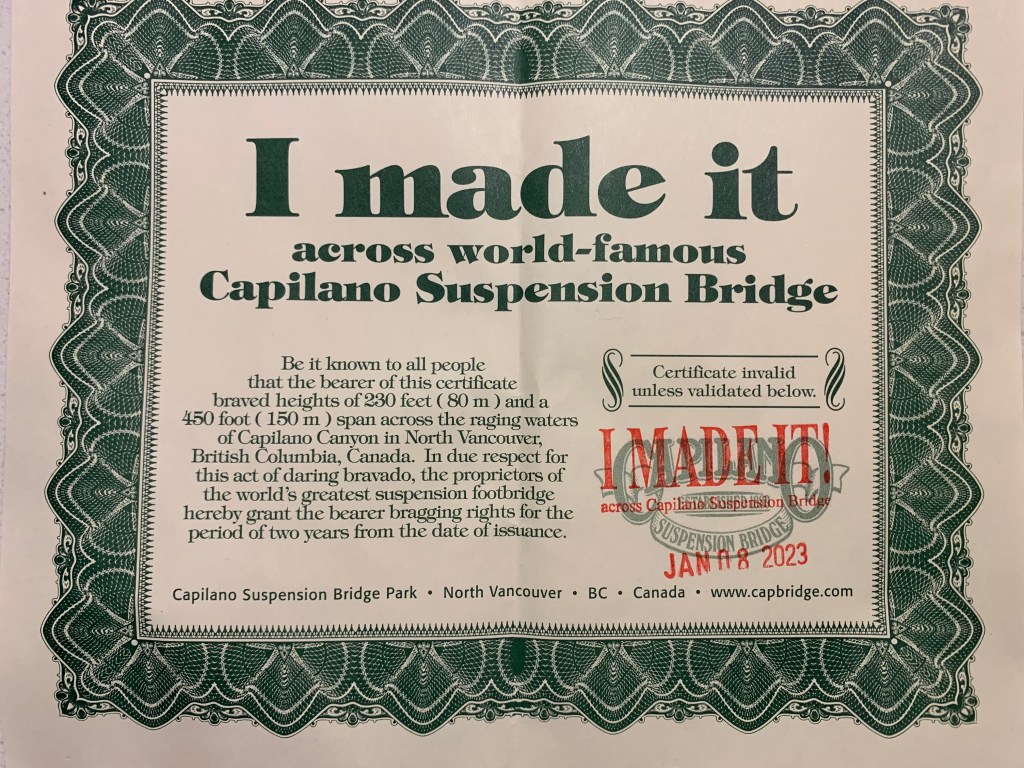 I made it
across world-famous
Capilano Suspension Bridge
Be it known to all people
that the bearer of this certificate
braved heights of 230 feet ( 80 m ) and a
450 foot ( 150 m ) span across the raging waters
of Capilano Canyon in North Vancouver,
British Columbia, Canada. In due respect for
this act of daring bravado, the proprietors of
the world's greatest suspension footbridge
hereby grant the bearer bragging rights for the
period of two years from the date of issuance.
Certificate invalid
unless validated below.
I MADE IT!
across Capilano Suspension Bridge
CAPILANO
SUSPENSION BRIDGE
JAN 08 2023
Capilano Suspension Bridge Park • North Vancouver • BC • Canada • www.capbridge.com